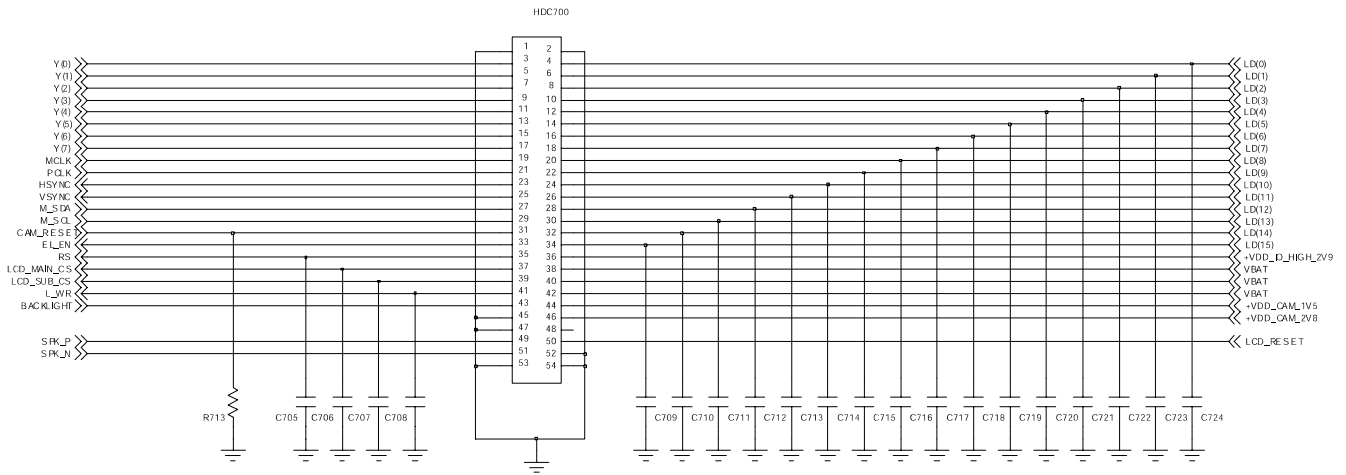 HDC700
1 2
3 4
Y(0) LD(0)
5 6
Y(1) LD(1)
7 8
Y(2) LD(2)
9 10
Y(3) LD(3)
11 12
Y(4) LD(4)
13 14
Y(5) LD(5)
15 16
Y(6) LD(6)
17 18
Y(7) LD(7)
19 20
MCLK LD(8)
21 22
PCLK LD(9)
23 24
HSYNC LD(10)
25 26
VSYNC LD(11)
27 28
M_SDA LD(12)
29 30
M_SCL LD(13)
31 32
CAM_RESET LD(14)
33 34
EL_EN LD(15)
35 36
RS +VDD_IO_HIGH_2V9
37 38
LCD_MAIN_CS VBAT
39 40
LCD_SUB_CS VBAT
41 42
L_WR VBAT
43 44
BACKLIGHT +VDD_CAM_1V5
45 46
+VDD_CAM_2V8
47 48
49 50
SPK_P LCD_RESET
51 52
SPK_N
53 54
R713 C705 C706 C707 C708 C709 C710 C711 C712 C713 C714 C715 C716 C717 C718 C719 C720 C721 C722 C723 C724